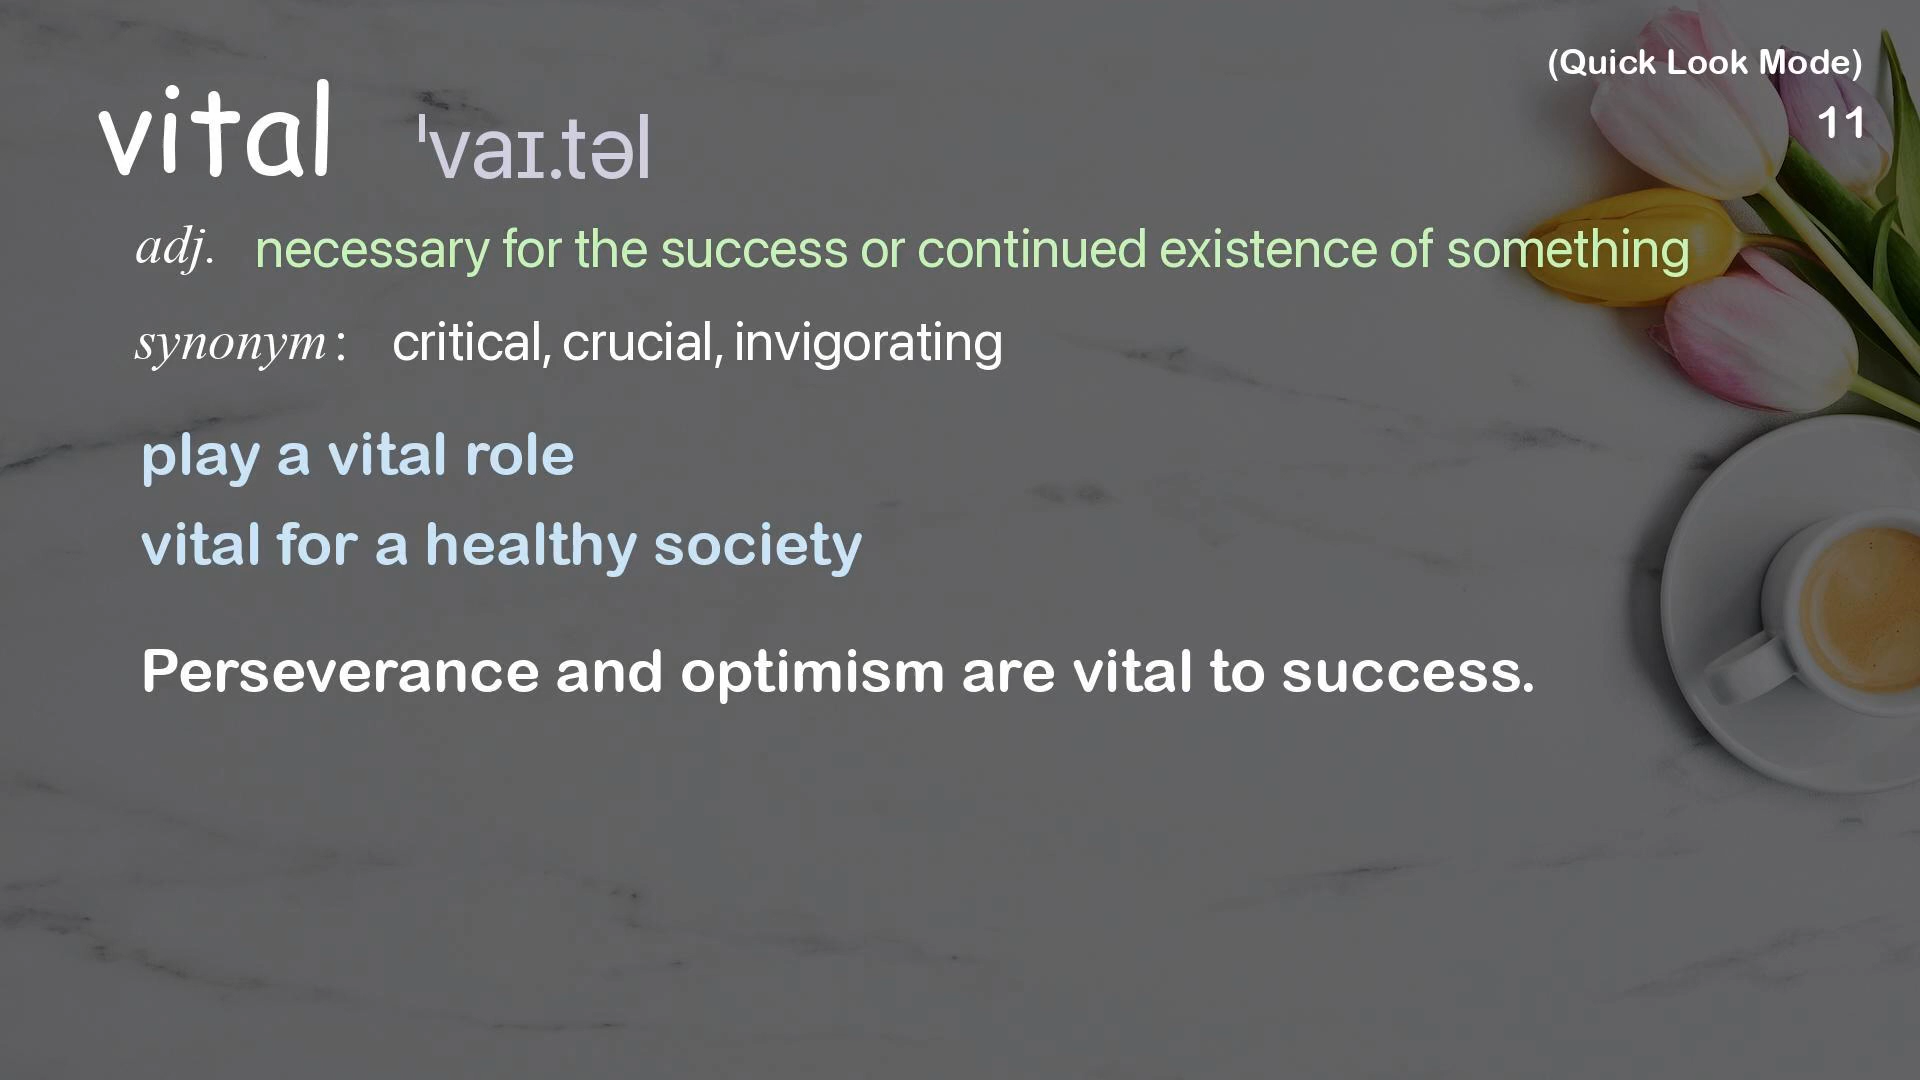 (Quick Look Mode)
11
vital ˈvaɪ.təl
adj. necessary for the success or continued existence of something
synonym: critical, crucial, invigorating
play a vital role
vital for a healthy society
Perseverance and optimism are vital to success.